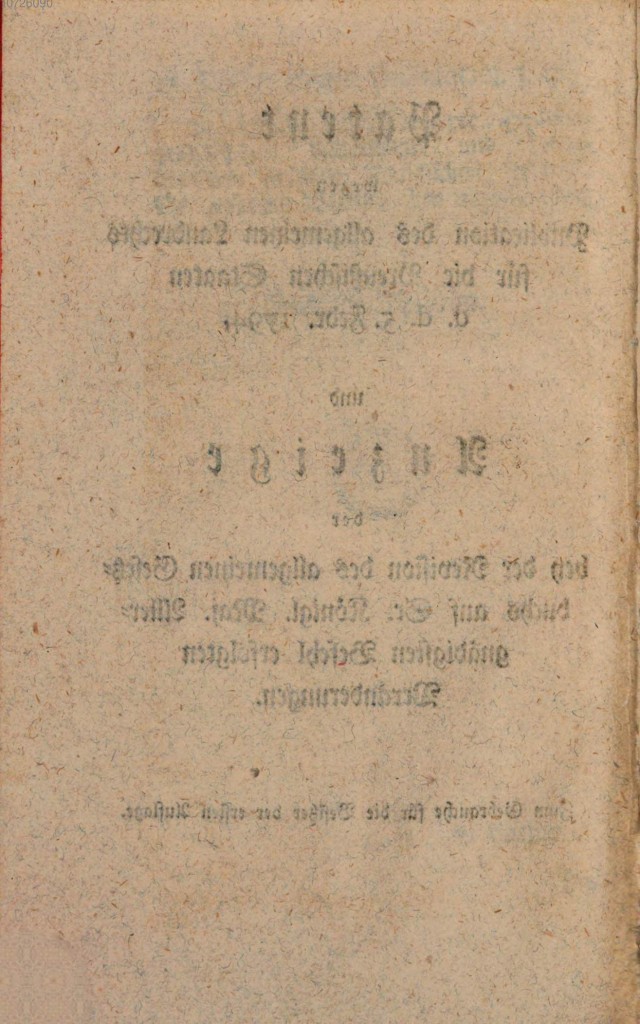 Patent
wegen
Publication des allgemeinen Landrechts
für die Preußischen Staaten
d. d. 5. Febr. 1794.
und
Anzeige
der
bey der Revision des allgemeinen Gesetz=
buchs auf Sr. Königl. Maj. Aller=
gnädigsten Befehl erfolgten
Veränderungen.
Zum Gebrauche für die Besitzer der ersten Auflage.